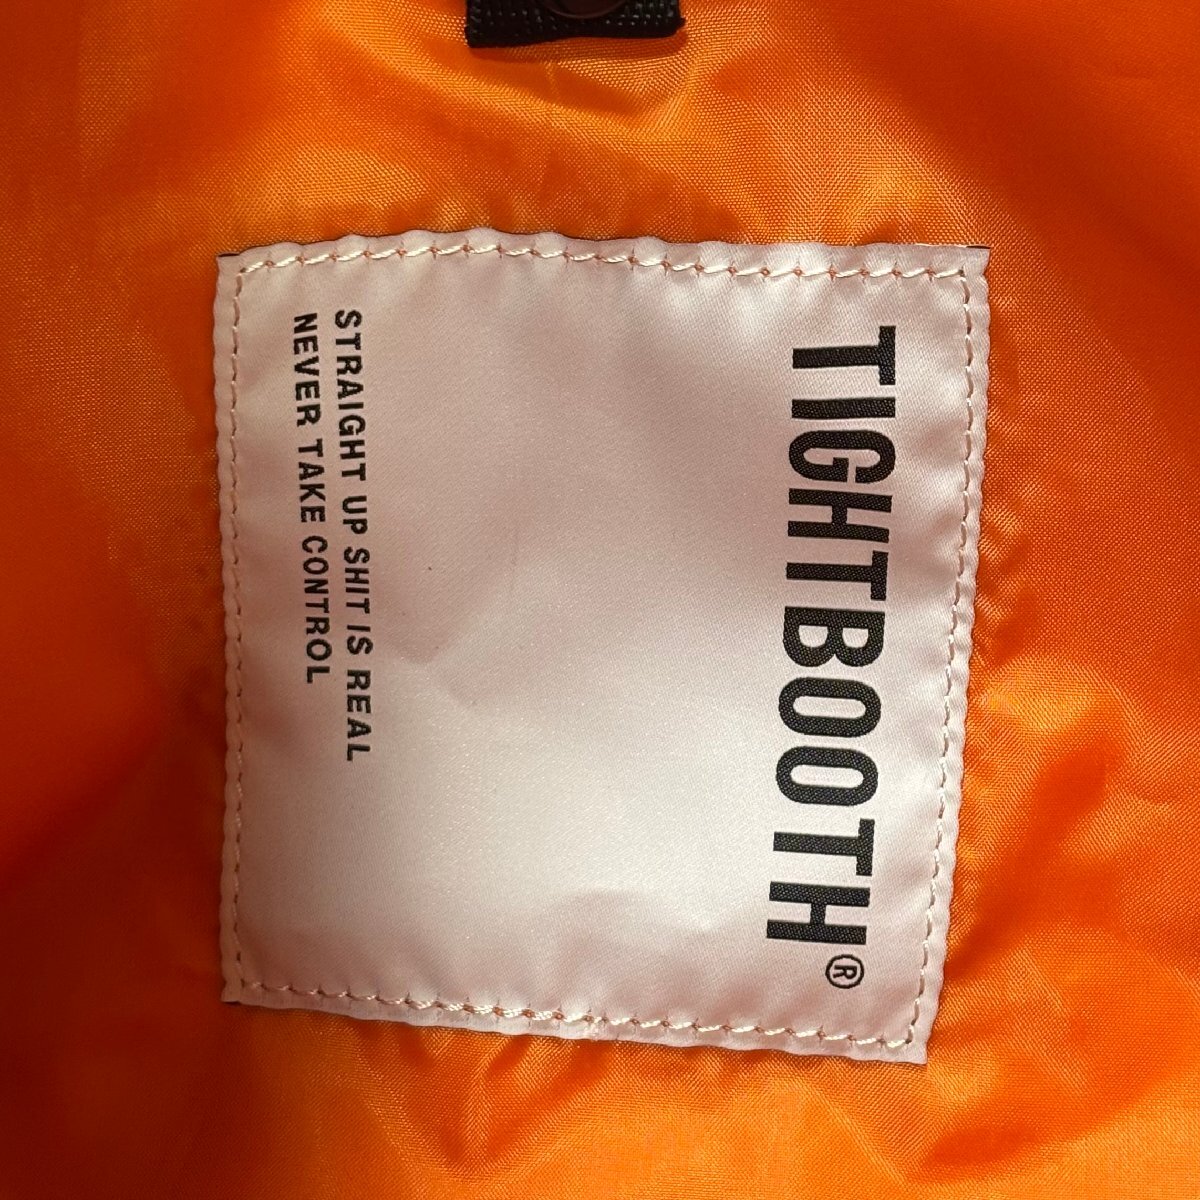 TIGHTBOOTH®
STRAIGHT UP SHIT IS REAL
NEVER TAKE CONTROL